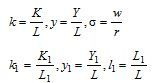 k = K/L, y = Y/L, σ = w/r
k₁ = K₁/L₁, y₁ = Y₁/L₁, l₁ = L₁/L